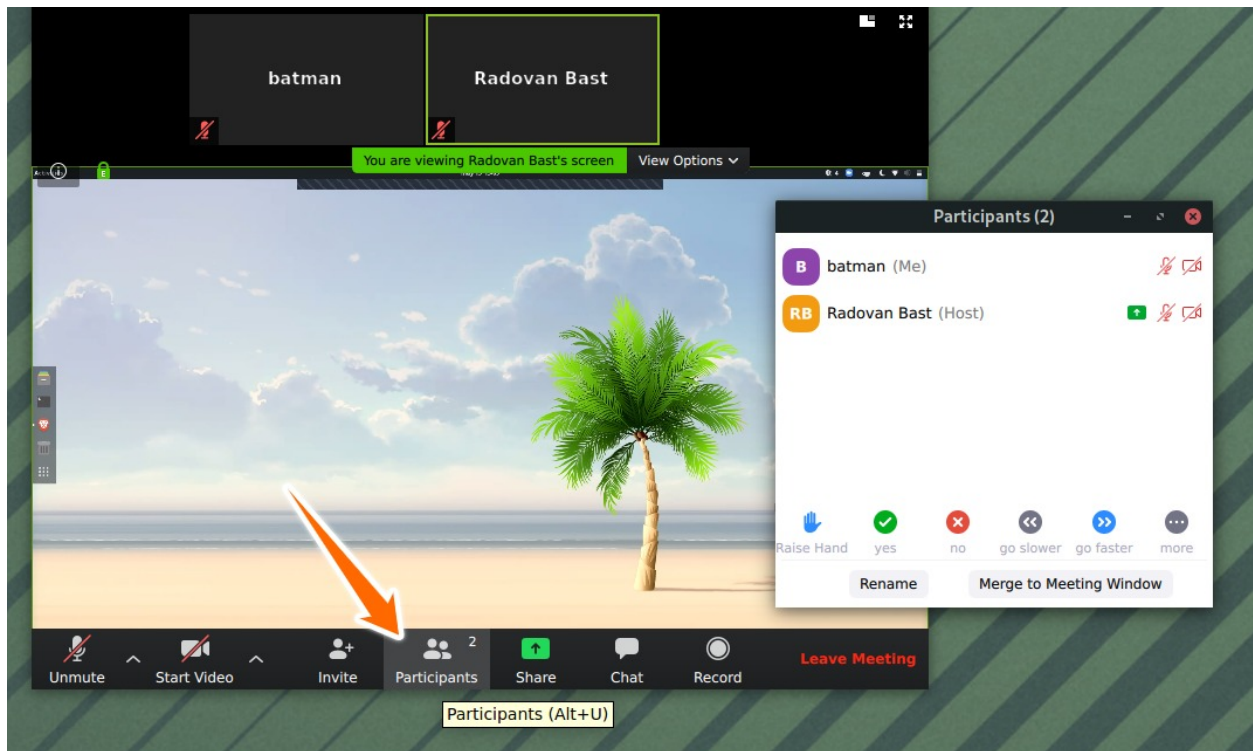 batman
Radovan Bast
You are viewing Radovan Bast's screen
View Options
E
Participants (2)
B
batman (Me)
RB
Radovan Bast (Host)
Raise Hand
yes
no
go slower
go faster
more
Rename
Merge to Meeting Window
Unmute
Start Video
Invite
Participants
2
Share
Chat
Record
Leave Meeting
Participants (Alt+U)